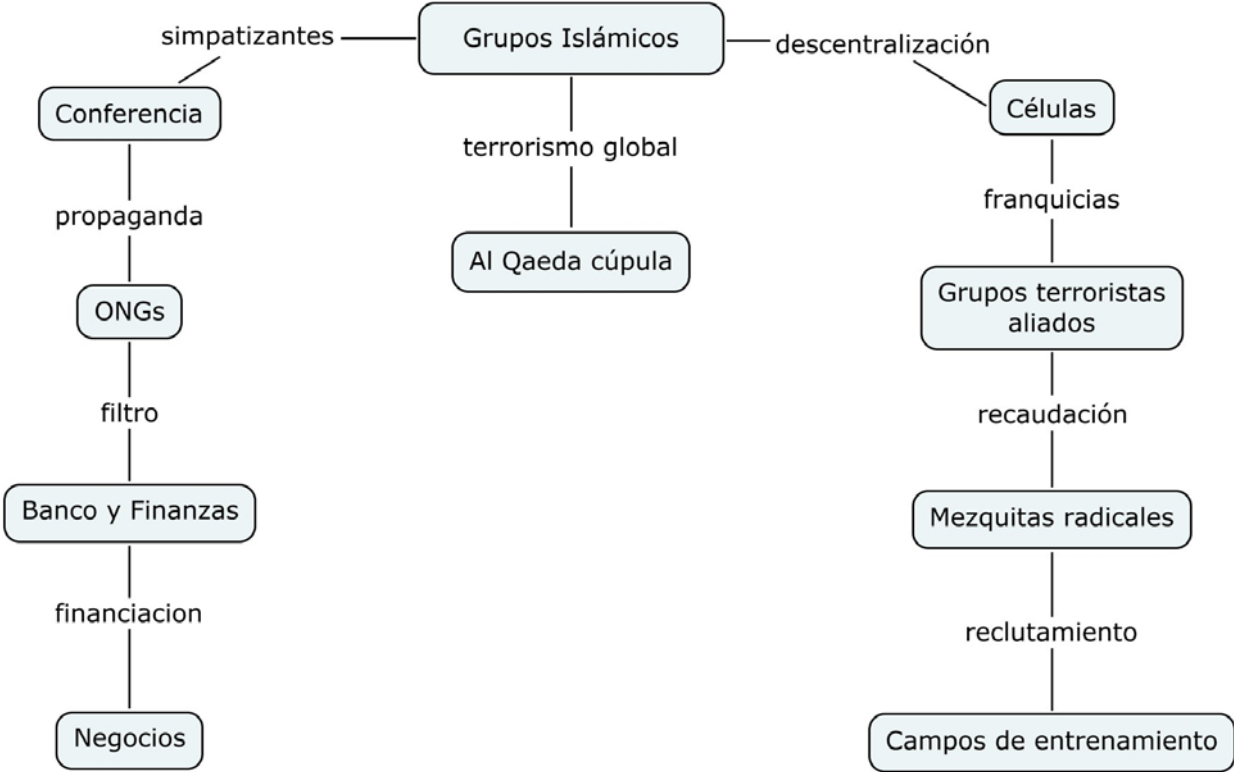 simpatizantes
Grupos Islámicos
descentralización
Conferencia
Células
terrorismo global
franquicias
propaganda
Al Qaeda cúpula
ONGs
Grupos terroristas
aliados
filtro
recaudación
Banco y Finanzas
Mezquitas radicales
financiacion
reclutamiento
Negocios
Campos de entrenamiento